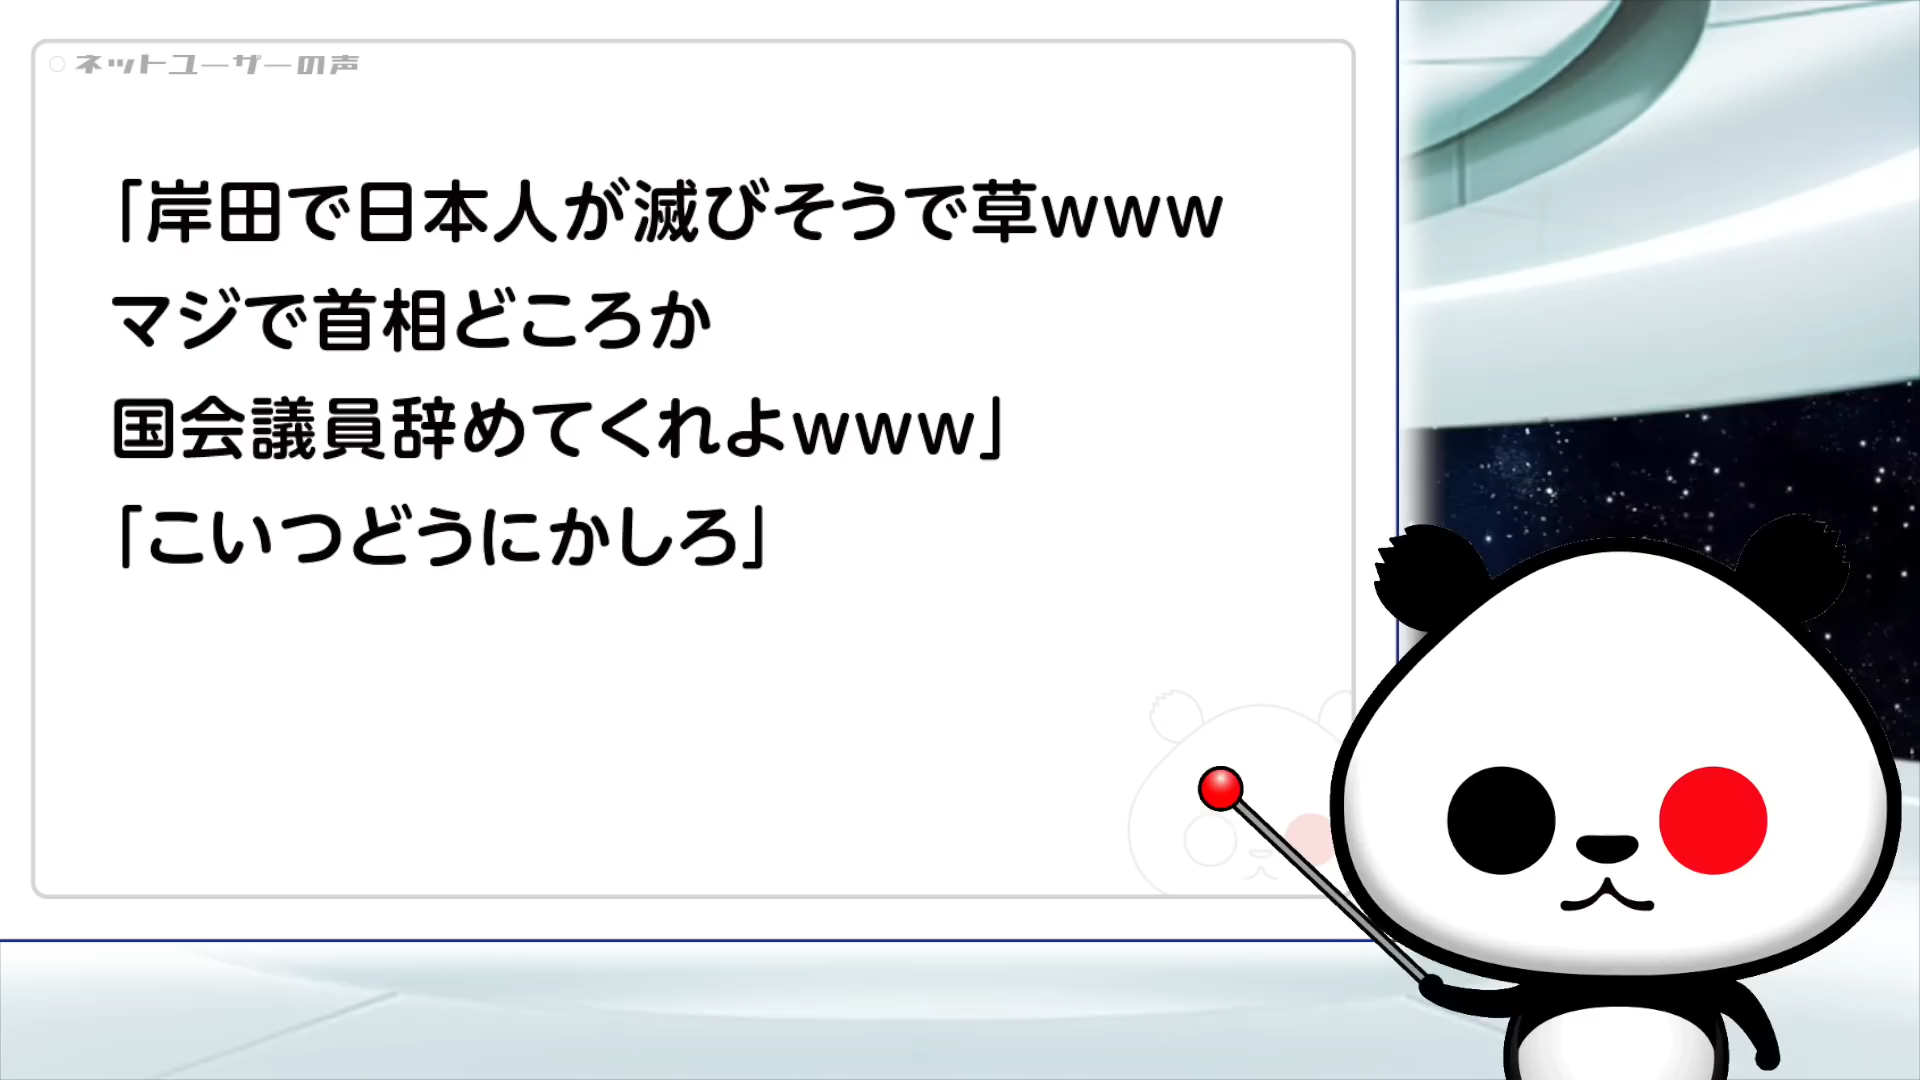 ネットユーザーの声
「岸田で日本人が滅びそうで草www
マジで首相どころか
国会議員辞めてくれよwww」
「こいつどうにかしろ」